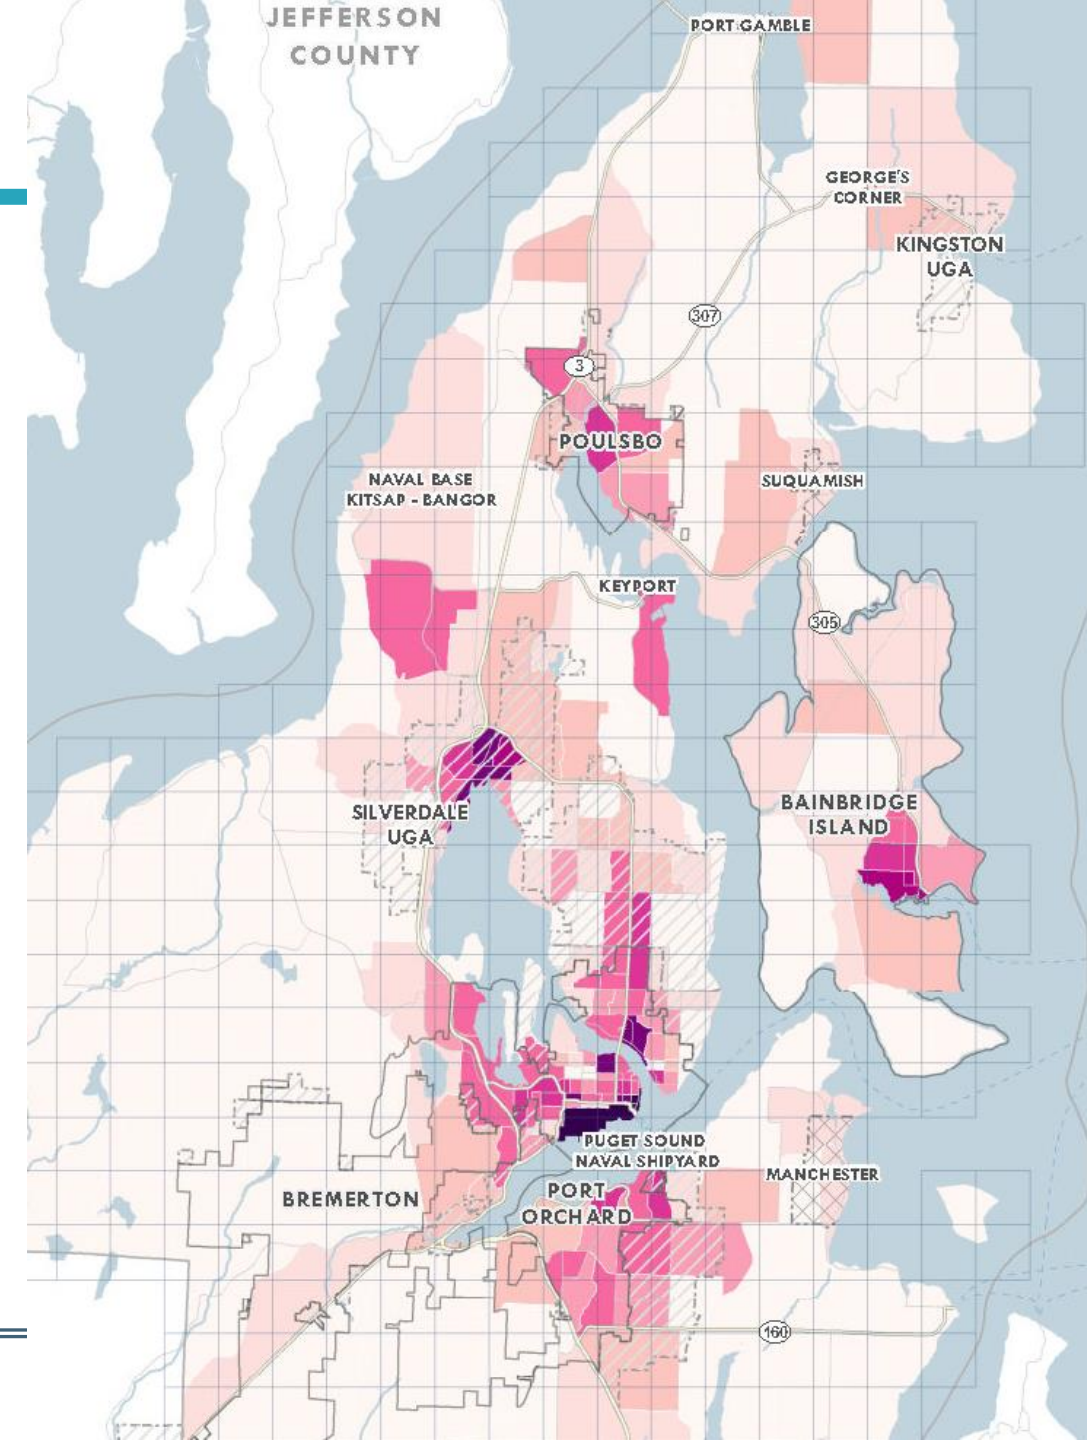 JEFFERSON
COUNTY
PORT GAMBLE
GEORGE'S
CORNER
KINGSTON
UGA
307
3
POULSBO
NAVAL BASE
KITSAP - BANGOR
SUQUAMISH
KEYPORT
305
SILVERDALE
UGA
BAINBRIDGE
ISLAND
PUGET SOUND
NAVAL SHIPYARD
MANCHESTER
BREMERTON
PORT
ORCHARD
160